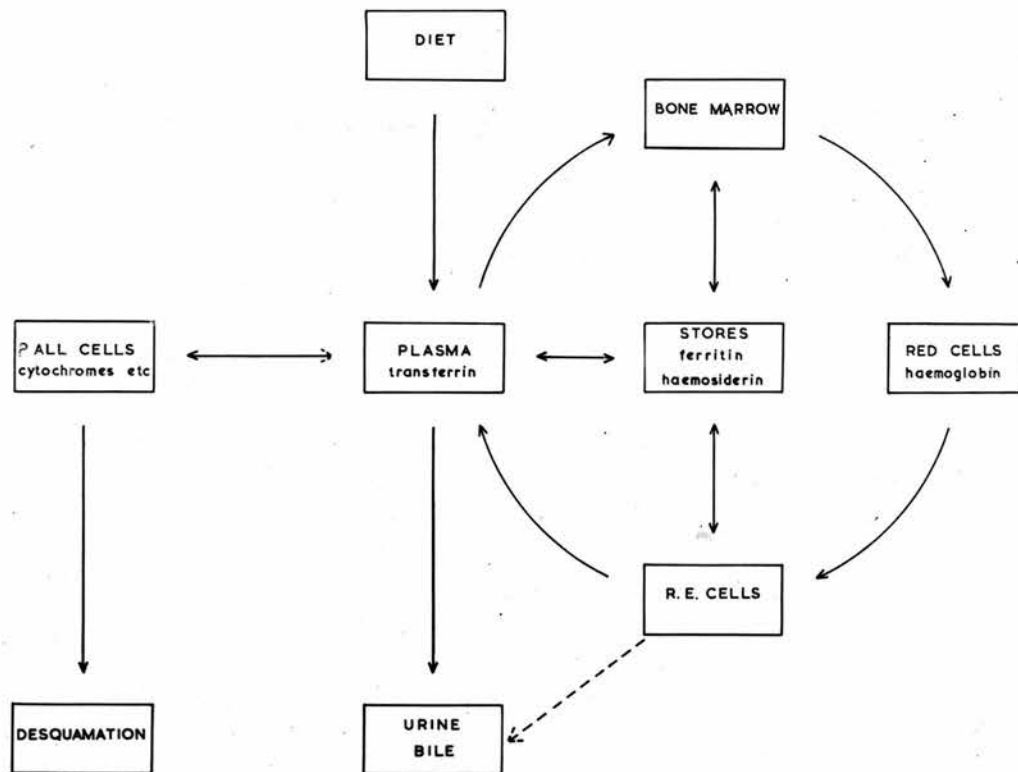 DIET
BONE MARROW
? ALL CELLS
cytochromes etc
PLASMA
transferrin
STORES
ferritin
haemosiderin
RED CELLS
haemoglobin
R.E. CELLS
DESQUAMATION
URINE
BILE